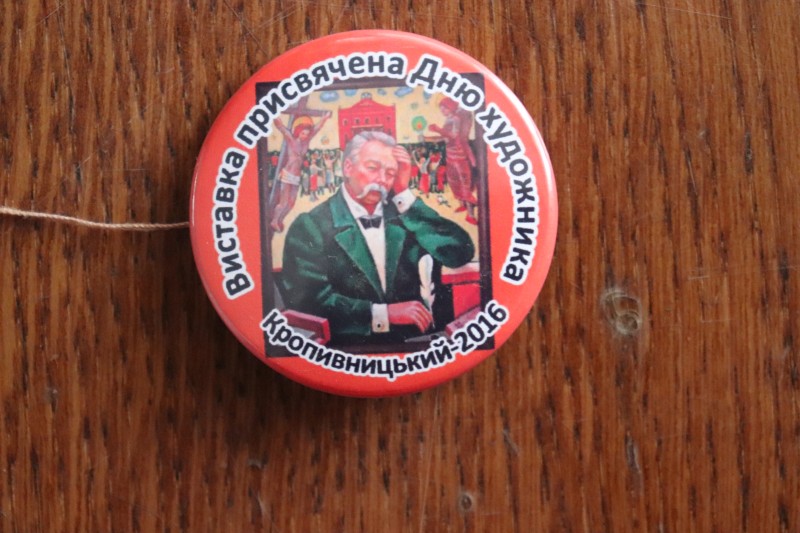 Виставка присвячена Дню художника
Кропивницький-2016